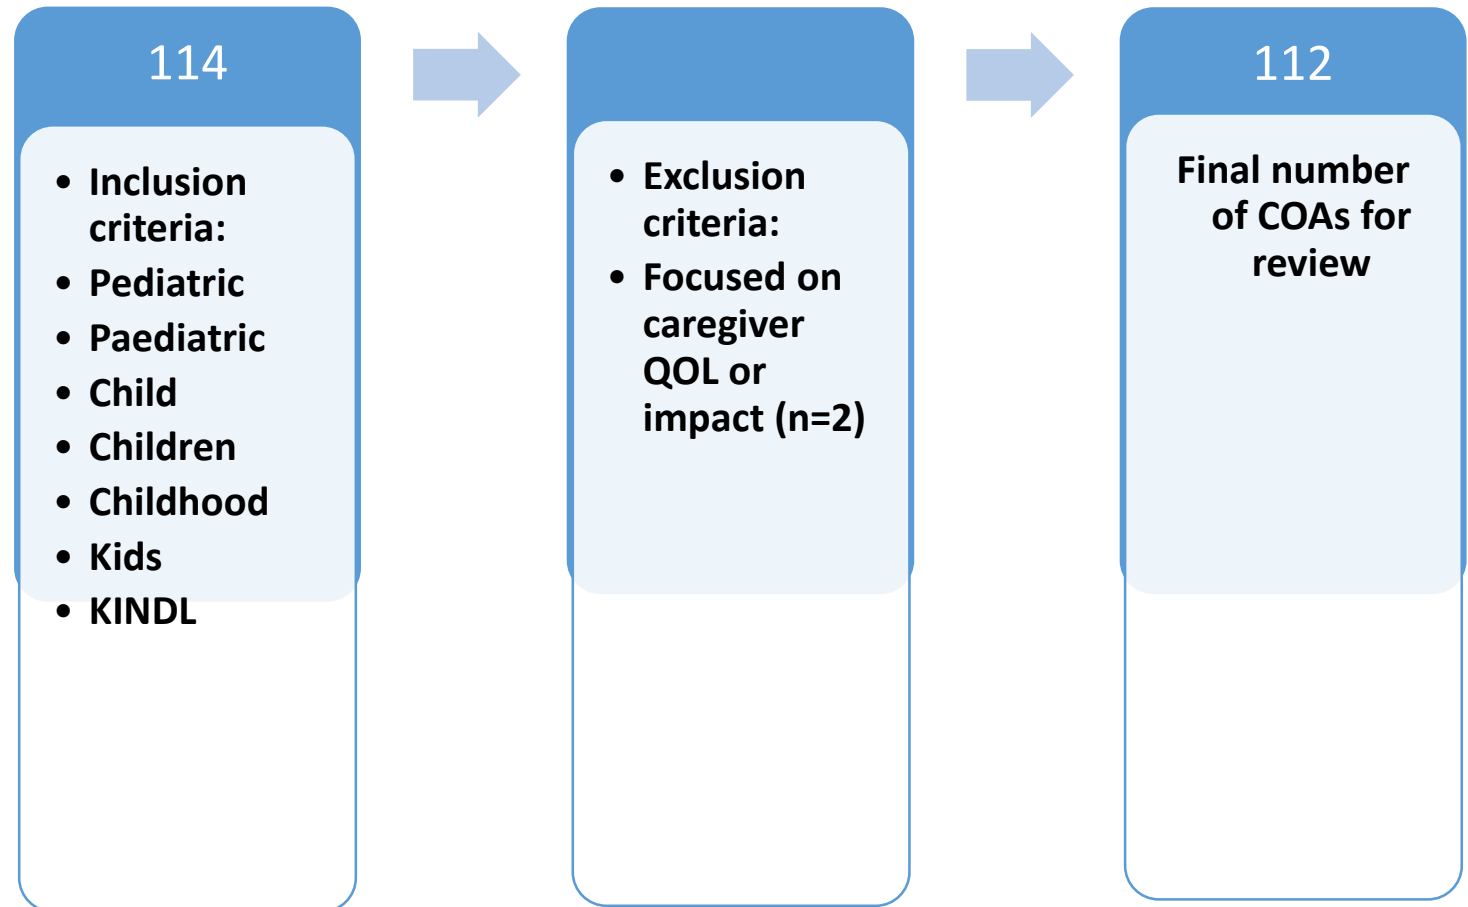 114
• Inclusion
criteria:
• Pediatric
• Paediatric
• Child
• Children
• Childhood
• Kids
• KINDL
• Exclusion
criteria:
• Focused on
caregiver
QOL or
impact (n=2)
112
Final number
of COAs for
review